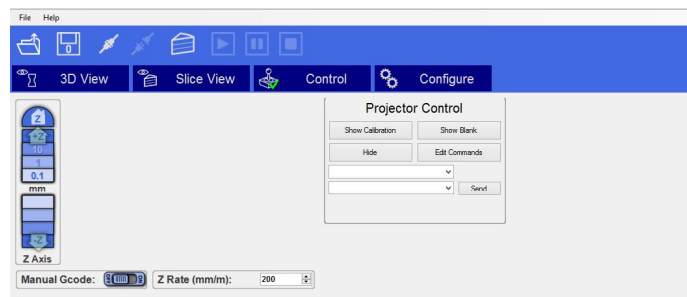 File Help
3D View Slice View Control Configure
Z
+Z
10
1
0.1
mm
-Z
Z Axis
Projector Control
Show Calibration Show Blank
Hide Edit Commands
Send
Manual Gcode: Z Rate (mm/m): 200